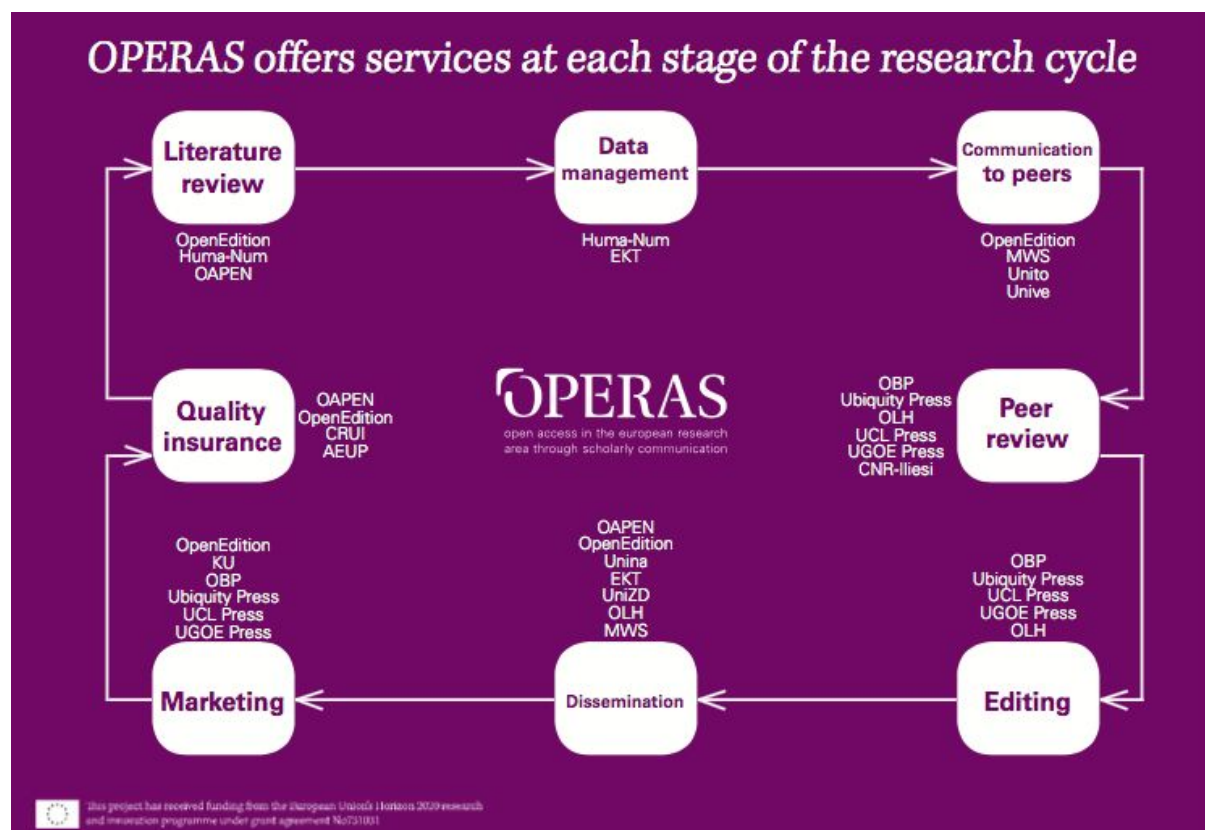 OPERAS offers services at each stage of the research cycle
Literature
review
OpenEdition
Huma-Num
OAPEN
Data
management
Huma-Num
EKT
Communication
to peers
OpenEdition
MWS
Unito
Unive
Peer
review
OBP
Ubiquity Press
OLH
UCL Press
UGOE Press
CNR-Iliesi
OPERAS
open access in the european research
area through scholarly communication
Quality
insurance
OAPEN
OpenEdition
CRUI
AEUP
OBP
Ubiquity Press
UCL Press
UGOE Press
OLH
Editing
OAPEN
OpenEdition
Unina
EKT
UniZD
OLH
MWS
Dissemination
OpenEdition
KU
OBP
Ubiquity Press
UCL Press
UGOE Press
Marketing
This project has received funding from the European Union's Horizon 2020 research
and innovation programme under grant agreement No731031